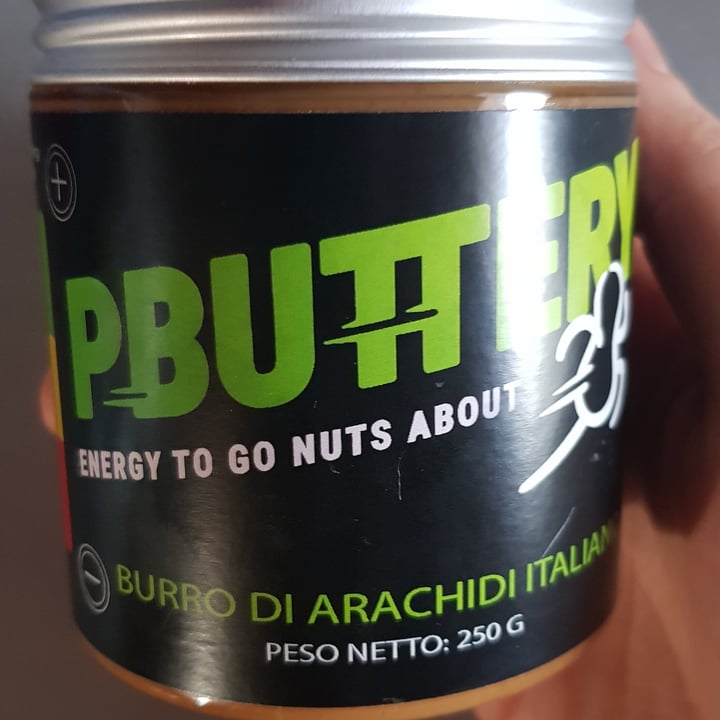 PBUTTERY
ENERGY TO GO NUTS ABOUT
BURRO DI ARACHIDI ITALIAN
PESO NETTO: 250 G